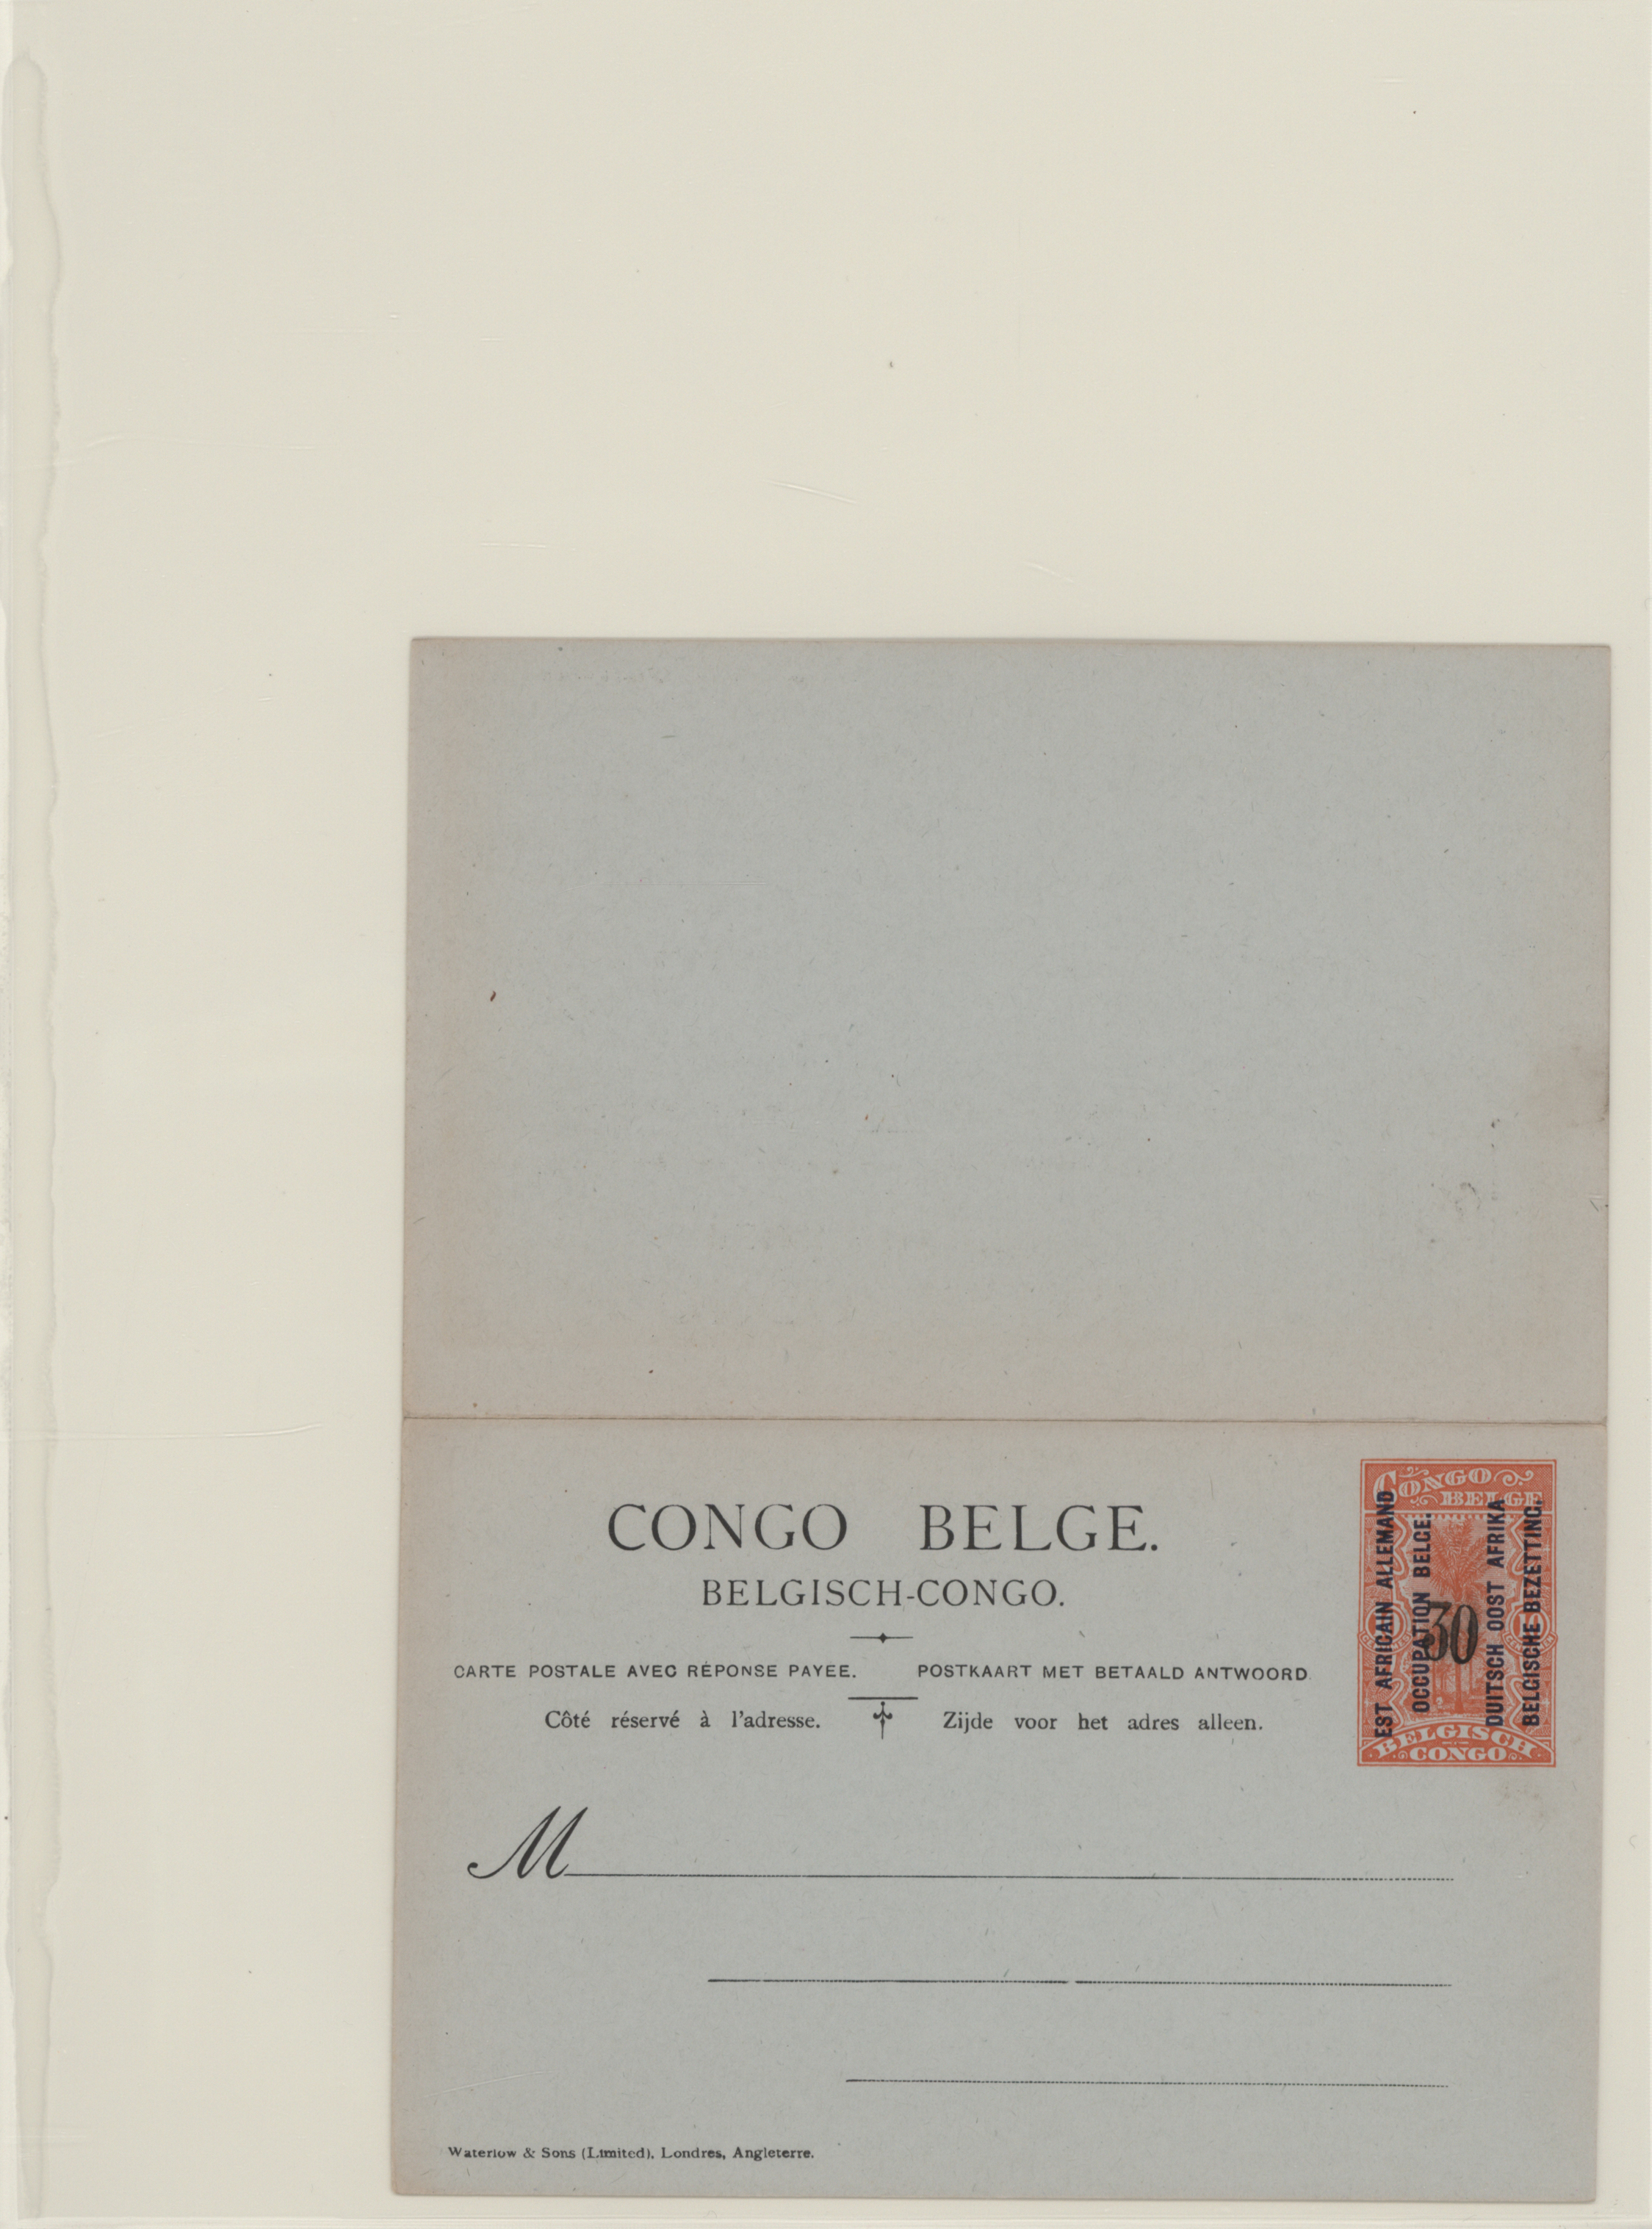 CONGO BELGE.
BELGISCH-CONGO.
CARTE POSTALE AVEC RÉPONSE PAYEE. POSTKAART MET BETAALD ANTWOORD.
Côté réservé à l'adresse. Zijde voor het adres alleen.
M
CONGO
BELGE
EST AFRICAIN ALLEMAND
OCCUPATION BELGE.
30
DUITSCH OOST AFRIKA
BELGISCHE BEZETTING.
BELGISCH
CONGO
Waterlow & Sons (Limited), Londres, Angleterre.